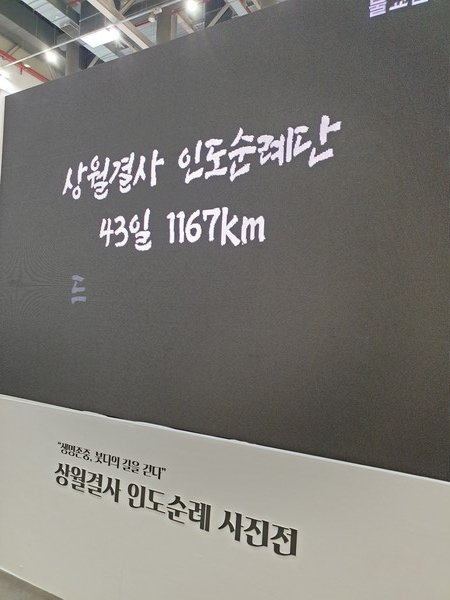 상월결사 인도순례단
43일 1167km
"생명존중, 붓다의 길을 걷다"
상월결사 인도순례 사진전